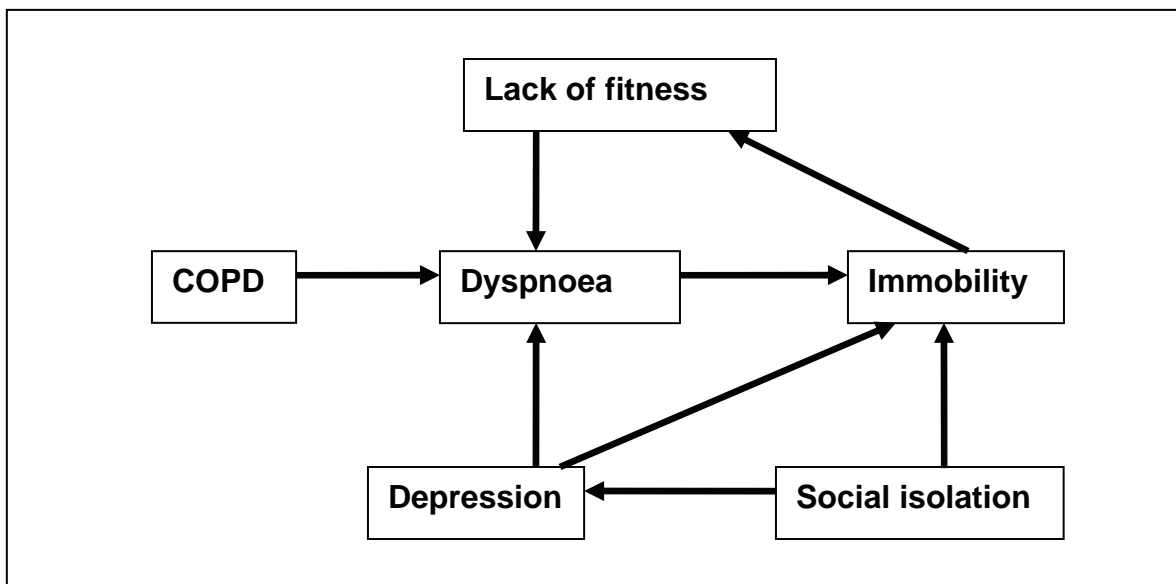 Lack of fitness
COPD
Dyspnoea
Immobility
Depression
Social isolation